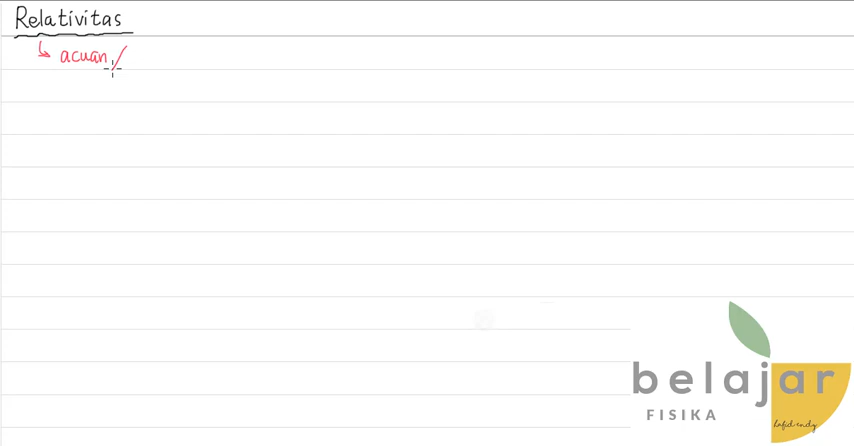 Relativitas
↳ acuan /
belajar
FISIKA